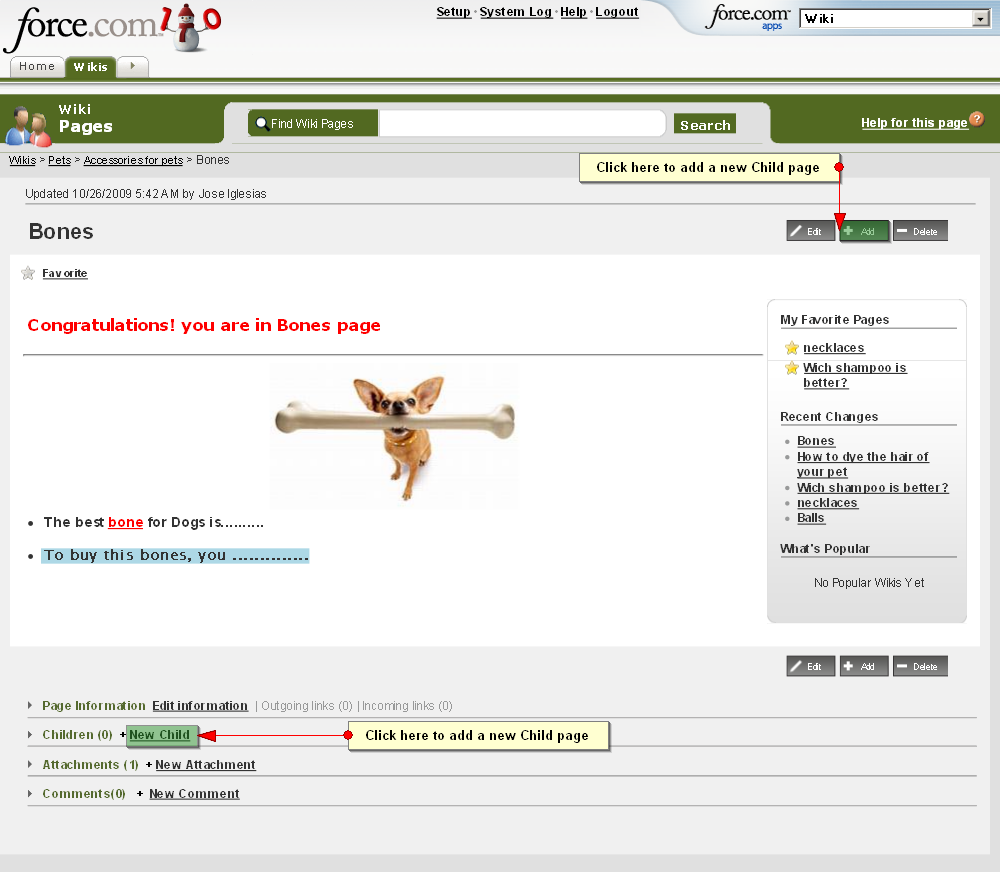 force.com
Setup · System Log · Help · Logout
force.com apps
Wiki
Home
Wikis
Wiki
Pages
Find Wiki Pages
Search
Help for this page
Wikis > Pets > Accessories for pets > Bones
Click here to add a new Child page
Updated 10/26/2009 5:42 AM by Jose Iglesias
Bones
Edit
Add
Delete
Favorite
Congratulations! you are in Bones page
The best bone for Dogs is..........
To buy this bones, you ..............
My Favorite Pages
necklaces
Wich shampoo is
better?
Recent Changes
Bones
How to dye the hair of
your pet
Wich shampoo is better?
necklaces
Balls
What's Popular
No Popular Wikis Yet
Edit
Add
Delete
Page Information Edit information | Outgoing links (0) | Incoming links (0)
Children (0) +New Child
Click here to add a new Child page
Attachments (1) + New Attachment
Comments(0) + New Comment